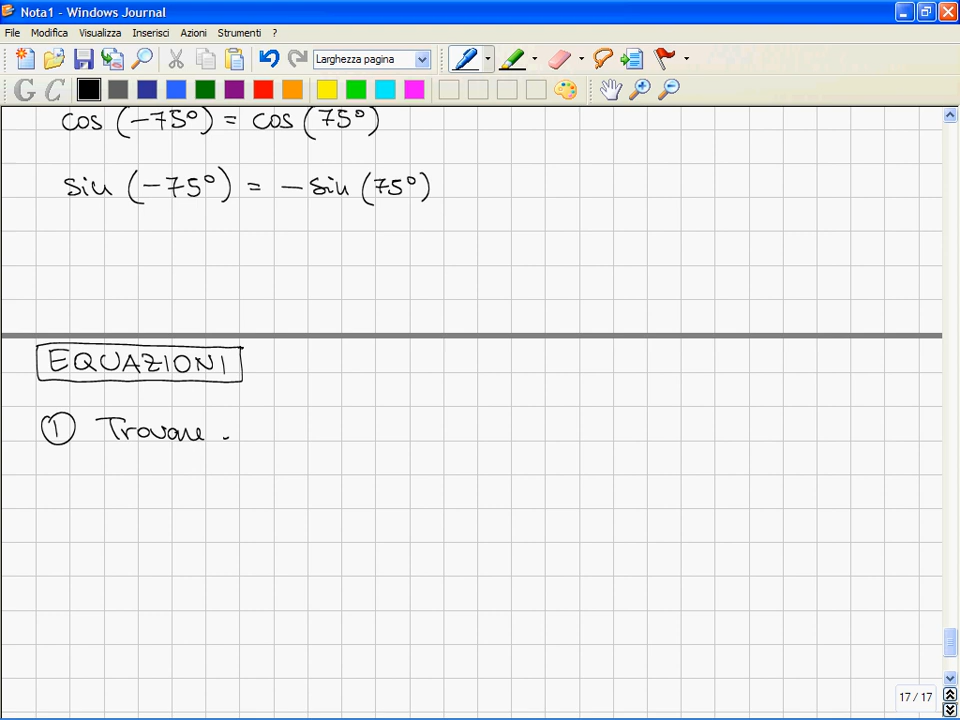 Nota1 - Windows Journal
File Modifica Visualizza Inserisci Azioni Strumenti ?
Larghezza pagina
G C
cos (-75°) = cos (75°)
sin (-75°) = -sin (75°)
EQUAZIONI
① Trovare .
17 / 17